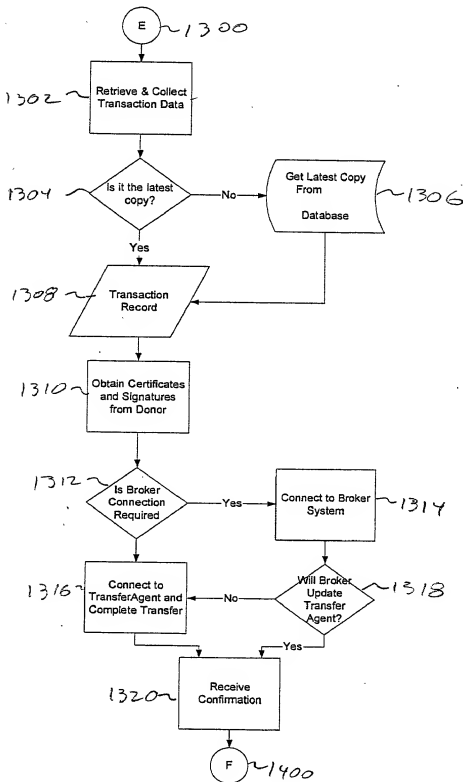 E
1300
1302
Retrieve & Collect
Transaction Data
1304
Is it the latest
copy?
No
Get Latest Copy
From
Database
1306
Yes
1308
Transaction
Record
1310
Obtain Certificates
and Signatures
from Donor
1312
Is Broker
Connection
Required
Yes
Connect to Broker
System
1314
1316
Connect to
TransferAgent and
Complete Transfer
No
Will Broker
Update
Transfer
Agent?
1318
Yes
1320
Receive
Confirmation
F
1400